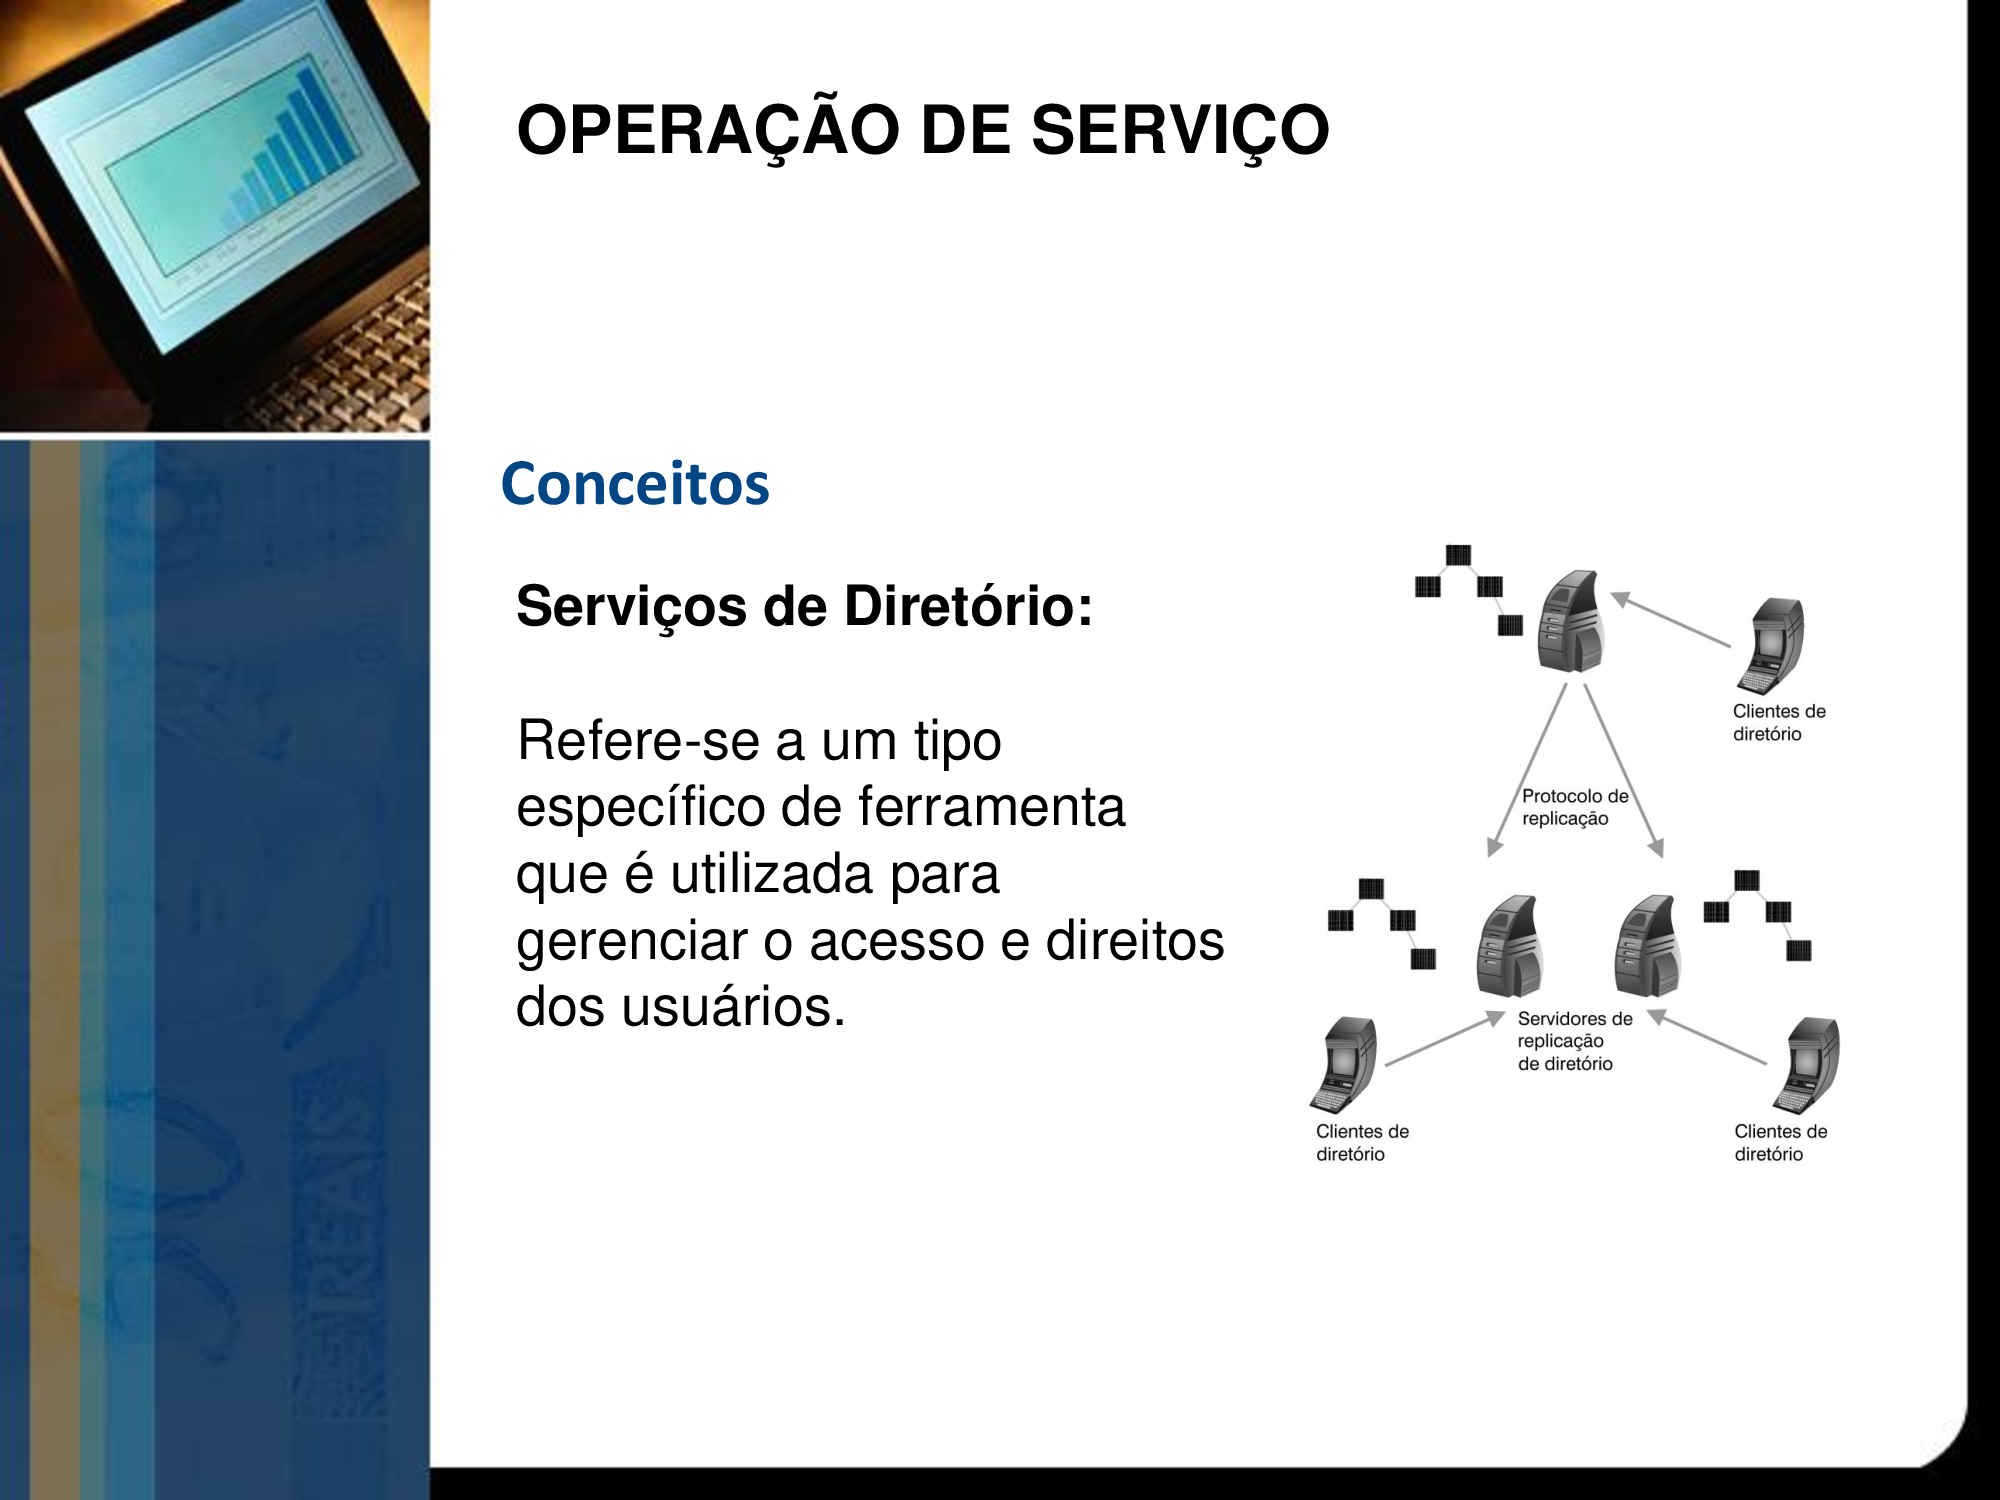 OPERAÇÃO DE SERVIÇO
Conceitos
Serviços de Diretório:
Refere-se a um tipo
específico de ferramenta
que é utilizada para
gerenciar o acesso e direitos
dos usuários.
Clientes de
diretório
Protocolo de
replicação
Servidores de
replicação
de diretório
Clientes de
diretório
Clientes de
diretório
REAIS